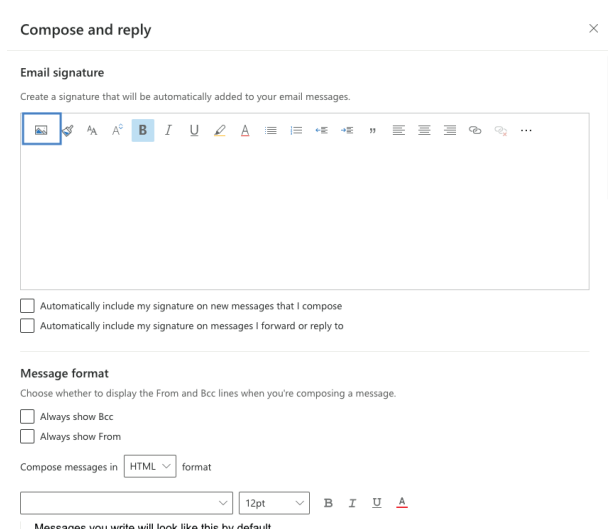 Compose and reply
Email signature
Create a signature that will be automatically added to your email messages.
B I U A
Automatically include my signature on new messages that I compose
Automatically include my signature on messages I forward or reply to
Message format
Choose whether to display the From and Bcc lines when you're composing a message.
Always show Bcc
Always show From
Compose messages in HTML format
12pt B I U A
Messages you write will look like this by default